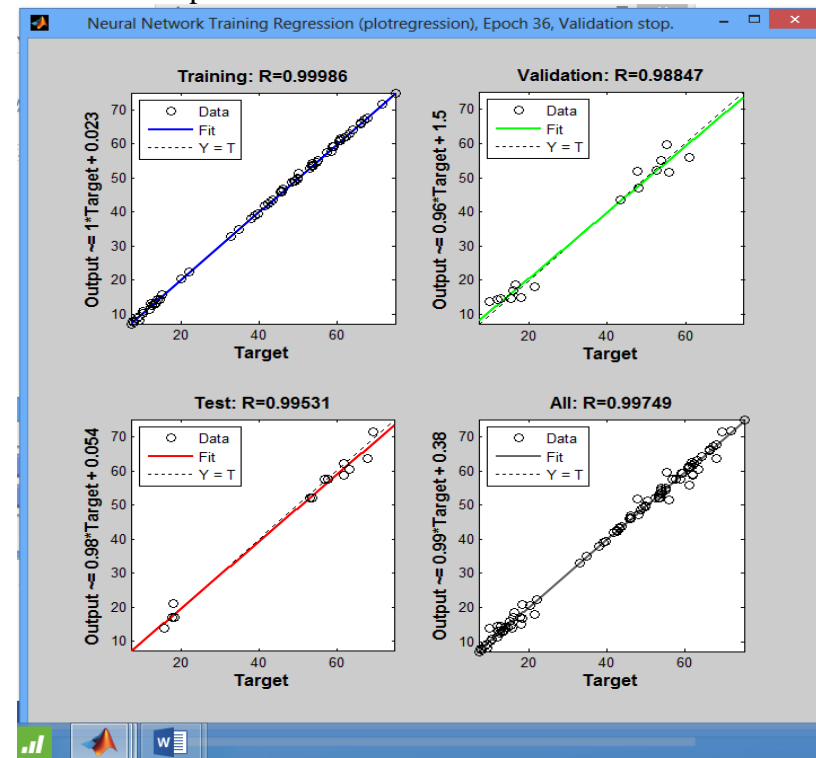 Neural Network Training Regression (plotregression), Epoch 36, Validation stop.
Training: R=0.99986
Output ~= 1*Target + 0.023
70
60
50
40
30
20
10
Data
Fit
Y = T
20
40
60
Target
Validation: R=0.98847
Output ~= 0.96*Target + 1.5
70
60
50
40
30
20
10
Data
Fit
Y = T
20
40
60
Target
Test: R=0.99531
Output ~= 0.98*Target + 0.054
70
60
50
40
30
20
10
Data
Fit
Y = T
20
40
60
Target
All: R=0.99749
Output ~= 0.99*Target + 0.38
70
60
50
40
30
20
10
Data
Fit
Y = T
20
40
60
Target
W